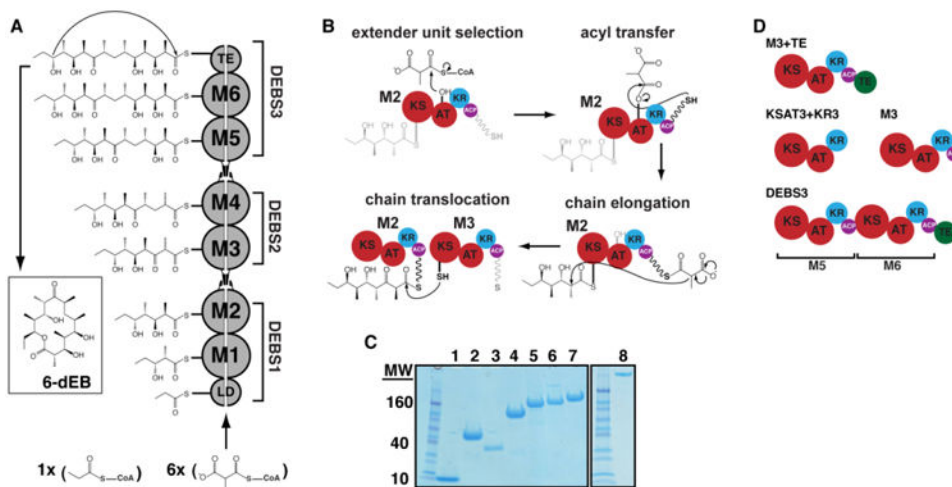 A
TE
M6
M5
DEBS3
M4
M3
DEBS2
M2
M1
LD
DEBS1
6-dEB
1x
S—CoA
6x
S—CoA
B
extender unit selection
S—CoA
OH
M2
KS
AT
KR
ACP
SH
acyl transfer
M2
KS
AT
KR
ACP
SH
chain translocation
M2
M3
KS
AT
KR
ACP
KS
AT
KR
ACP
SH
chain elongation
M2
KS
AT
KR
ACP
OH
C
MW
1 2 3 4 5 6 7 8
160
40
10
D
M3+TE
KS
AT
KR
ACP
TE
KSAT3+KR3
KS
AT
KR
M3
KS
AT
KR
DEBS3
KS
AT
KR
ACP
KS
AT
KR
ACP
TE
M5
M6